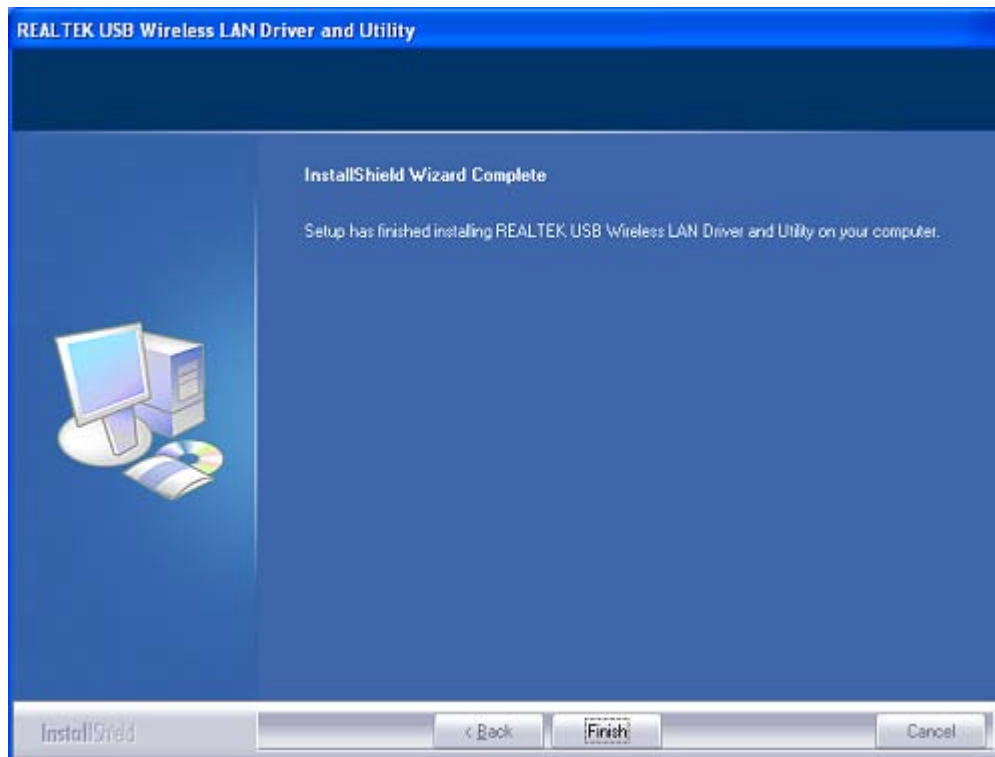 REALTEK USB Wireless LAN Driver and Utility
InstallShield Wizard Complete
Setup has finished installing REALTEK USB Wireless LAN Driver and Utility on your computer.
InstallShield
< Back
Finish
Cancel